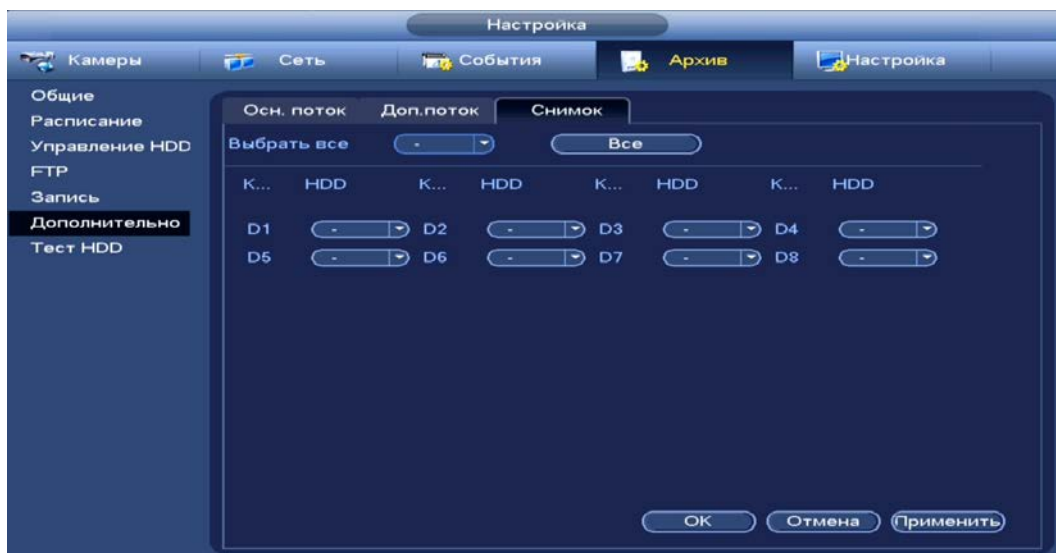 Настройка
Камеры Сеть События Архив Настройка
Общие
Расписание
Управление HDD
FTP
Запись
Дополнительно
Тест HDD
Осн. поток Доп.поток Снимок
Выбрать все - Все
К... HDD К... HDD К... HDD К... HDD
D1 - D2 - D3 - D4 -
D5 - D6 - D7 - D8 -
OK Отмена Применить